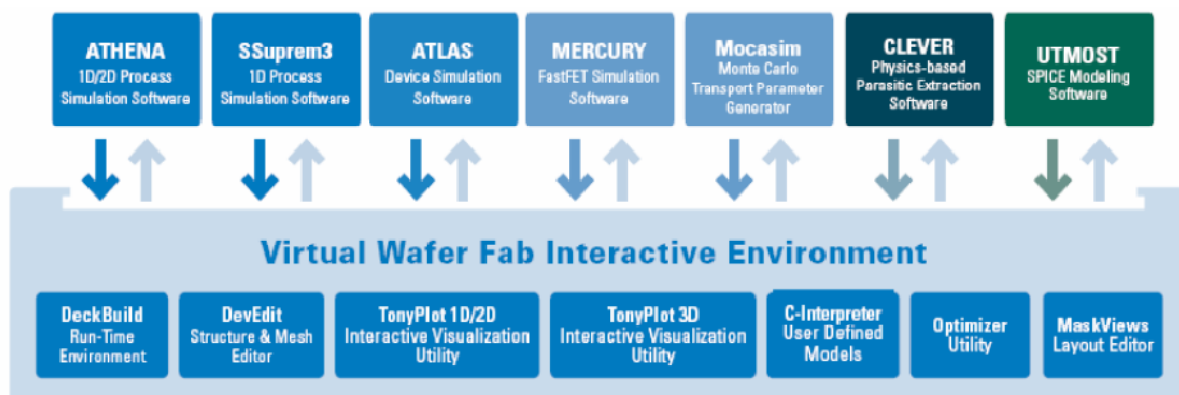 ATHENA
1D/2D Process
Simulation Software
SSuprem3
1D Process
Simulation Software
ATLAS
Device Simulation
Software
MERCURY
FastFET Simulation
Software
Mocasim
Monte Carlo
Transport Parameter
Generator
CLEVER
Physics-based
Parasitic Extraction
Software
UTMOST
SPICE Modeling
Software
Virtual Wafer Fab Interactive Environment
DeckBuild
Run-Time
Environment
DevEdit
Structure & Mesh
Editor
TonyPlot 1D/2D
Interactive Visualization
Utility
TonyPlot 3D
Interactive Visualization
Utility
C-Interpreter
User Defined
Models
Optimizer
Utility
MaskViews
Layout Editor